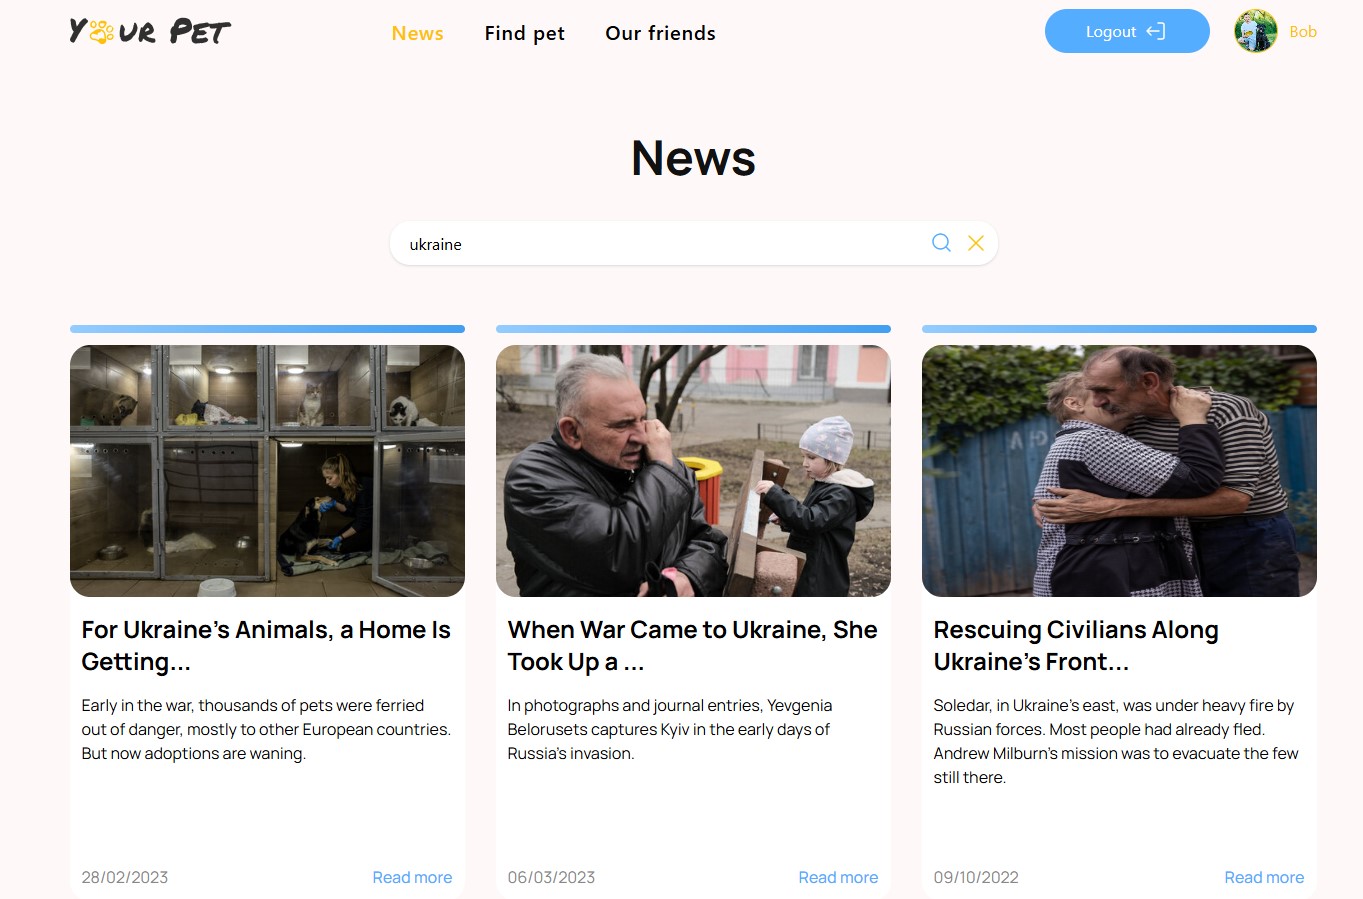 Your Pet
News Find pet Our friends
Logout
Bob
News
ukraine
For Ukraine’s Animals, a Home Is
Getting...
Early in the war, thousands of pets were ferried
out of danger, mostly to other European countries.
But now adoptions are waning.
28/02/2023 Read more
When War Came to Ukraine, She
Took Up a ...
In photographs and journal entries, Yevgenia
Belorusets captures Kyiv in the early days of
Russia’s invasion.
06/03/2023 Read more
Rescuing Civilians Along
Ukraine’s Front...
Soledar, in Ukraine’s east, was under heavy fire by
Russian forces. Most people had already fled.
Andrew Milburn’s mission was to evacuate the few
still there.
09/10/2022 Read more